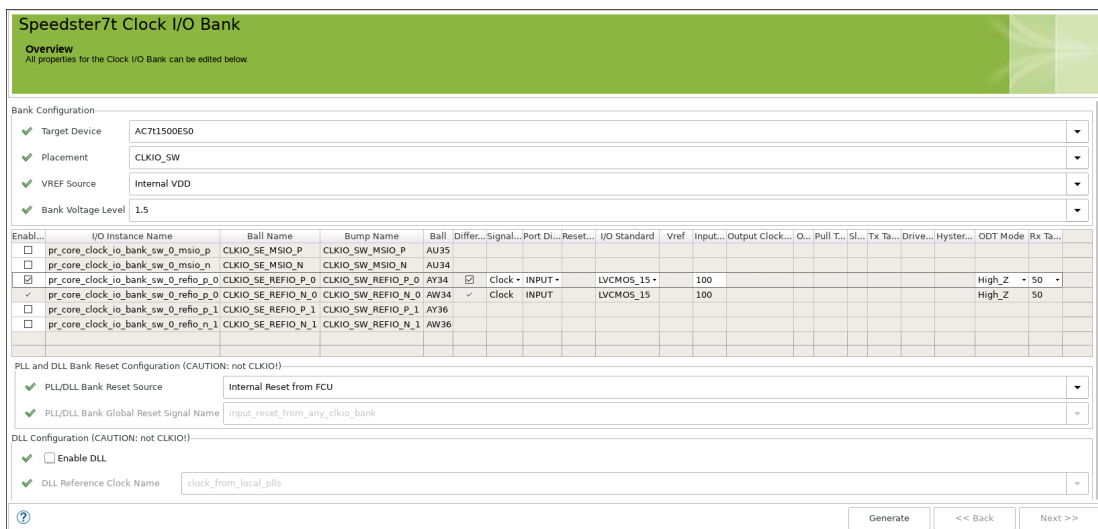 Speedster7t Clock I/O Bank
Overview
All properties for the Clock I/O Bank can be edited below.
Bank Configuration
Target Device AC7t1500ES0
Placement CLKIO_SW
VREF Source Internal VDD
Bank Voltage Level 1.5
Enabl... I/O Instance Name Ball Name Bump Name Ball Differ... Signal... Port Di... Reset... I/O Standard Vref Input... Output Clock... O... Pull T... Sl... Tx Ta... Drive... Hyster... ODT Mode Rx Ta...
pr_core_clock_io_bank_sw_0_msio_p CLKIO_SE_MSIO_P CLKIO_SW_MSIO_P AU35
pr_core_clock_io_bank_sw_0_msio_n CLKIO_SE_MSIO_N CLKIO_SW_MSIO_N AU34
pr_core_clock_io_bank_sw_0_refio_p_0 CLKIO_SE_REFIO_P_0 CLKIO_SW_REFIO_P_0 AY34 Clock INPUT LVCMOS_15 100 High_Z 50
pr_core_clock_io_bank_sw_0_refio_p_0 CLKIO_SE_REFIO_N_0 CLKIO_SW_REFIO_N_0 AW34 Clock INPUT LVCMOS_15 100 High_Z 50
pr_core_clock_io_bank_sw_0_refio_p_1 CLKIO_SE_REFIO_P_1 CLKIO_SW_REFIO_P_1 AY36
pr_core_clock_io_bank_sw_0_refio_n_1 CLKIO_SE_REFIO_N_1 CLKIO_SW_REFIO_N_1 AW36
PLL and DLL Bank Reset Configuration (CAUTION: not CLKIO!)
PLL/DLL Bank Reset Source Internal Reset from FCU
PLL/DLL Bank Global Reset Signal Name input_reset_from_any_clkio_bank
DLL Configuration (CAUTION: not CLKIO!)
Enable DLL
DLL Reference Clock Name clock_from_local_plls
? Generate << Back Next >>